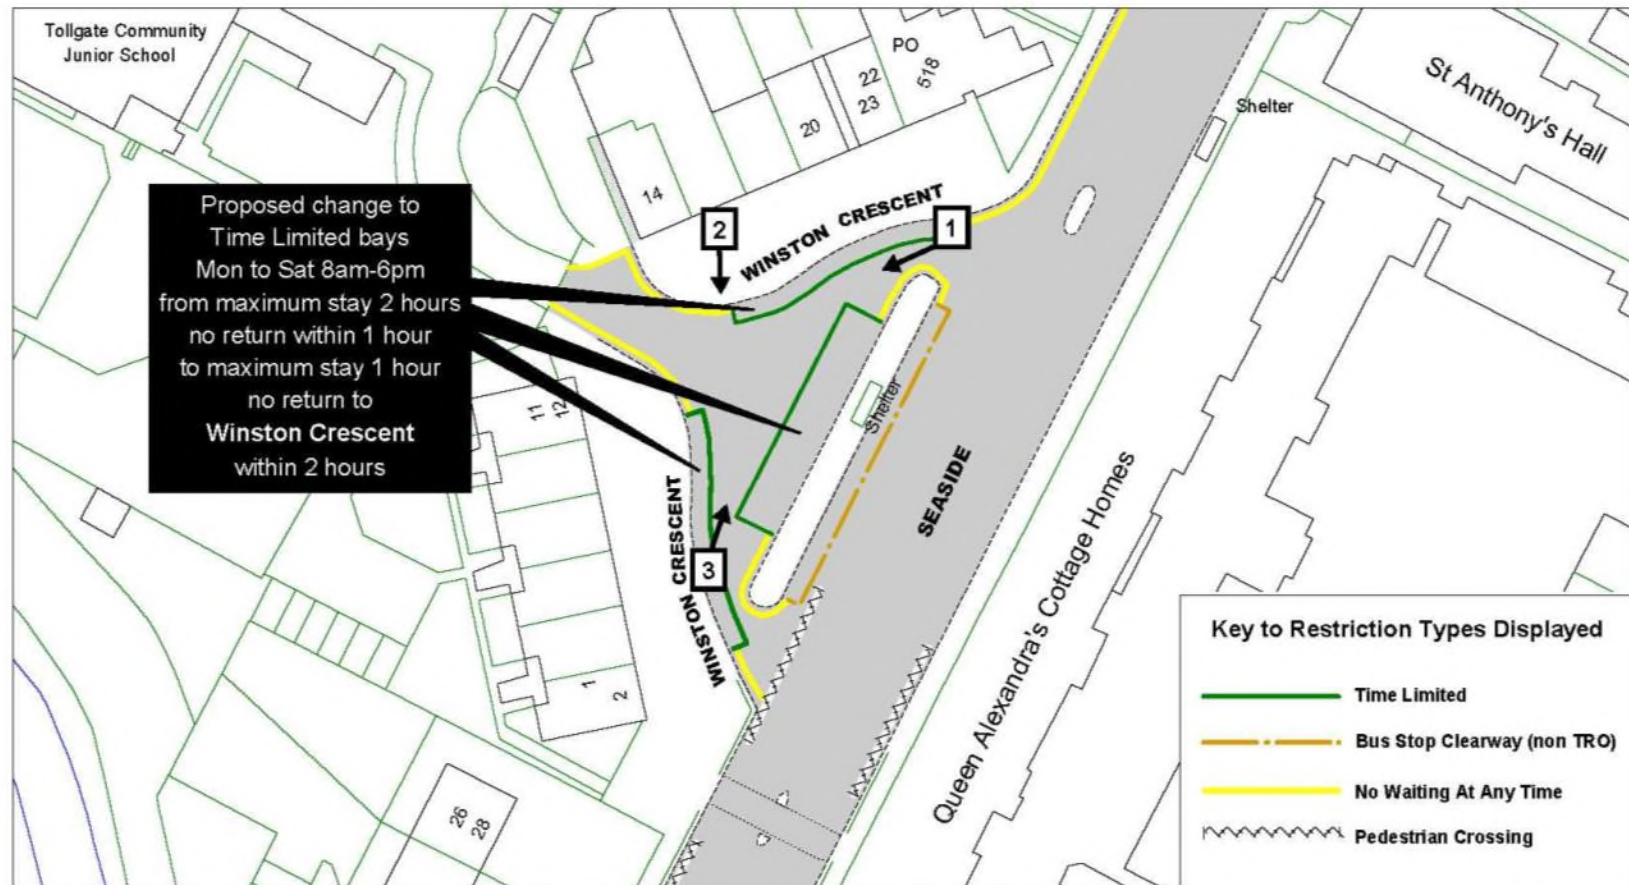 Tollgate Community
Junior School
PO
518
22
23
20
14
Shelter
St Anthony's Hall
Proposed change to
Time Limited bays
Mon to Sat 8am-6pm
from maximum stay 2 hours
no return within 1 hour
to maximum stay 1 hour
no return to
Winston Crescent
within 2 hours
2
WINSTON CRESCENT
1
11
12
Shelter
SEASIDE
WINSTON CRESCENT
3
1
2
26
28
Queen Alexandra's Cottage Homes
Key to Restriction Types Displayed
Time Limited
Bus Stop Clearway (non TRO)
No Waiting At Any Time
Pedestrian Crossing